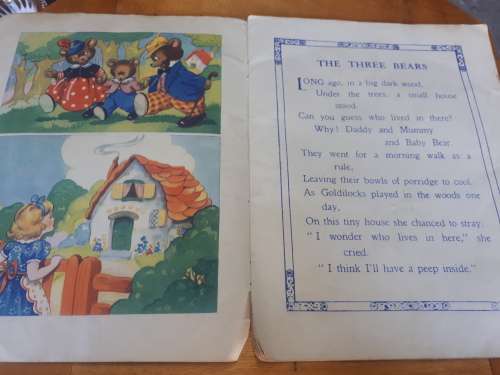 THE THREE BEARS
LONG ago, in a big dark wood,
Under the trees, a small house
stood.
Can you guess who lived in there?
Why! Daddy and Mummy
and Baby Bear
They went for a morning walk as a
rule,
Leaving their bowls of porridge to cool.
As Goldilocks played in the woods one
day,
On this tiny house she chanced to stray:
"I wonder who lives in here," she
cried.
"I think I'll have a peep inside."